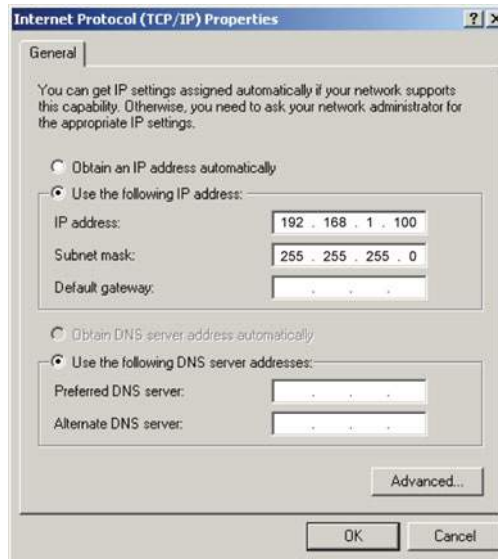 Internet Protocol (TCP/IP) Properties
General
You can get IP settings assigned automatically if your network supports
this capability. Otherwise, you need to ask your network administrator for
the appropriate IP settings.
Obtain an IP address automatically
Use the following IP address:
IP address: 192 . 168 . 1 . 100
Subnet mask: 255 . 255 . 255 . 0
Default gateway: . . .
Obtain DNS server address automatically
Use the following DNS server addresses:
Preferred DNS server: . . .
Alternate DNS server: . . .
Advanced...
OK Cancel